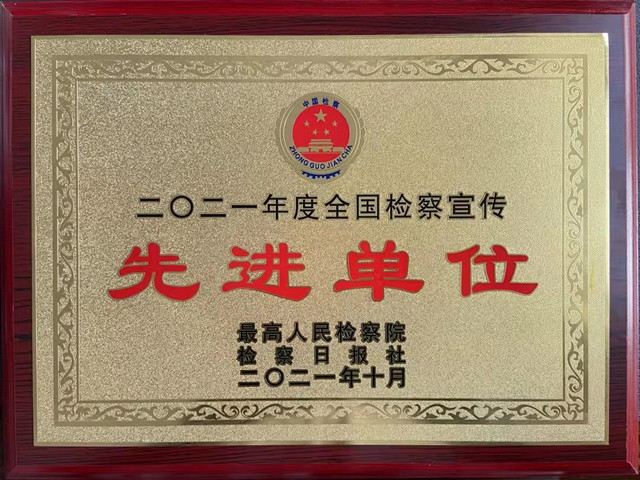 中国检察
ZHONG GUO JIAN CHA
二〇二一年度全国检察宣传
先进单位
最高人民检察院
检察日报社
二〇二一年十月